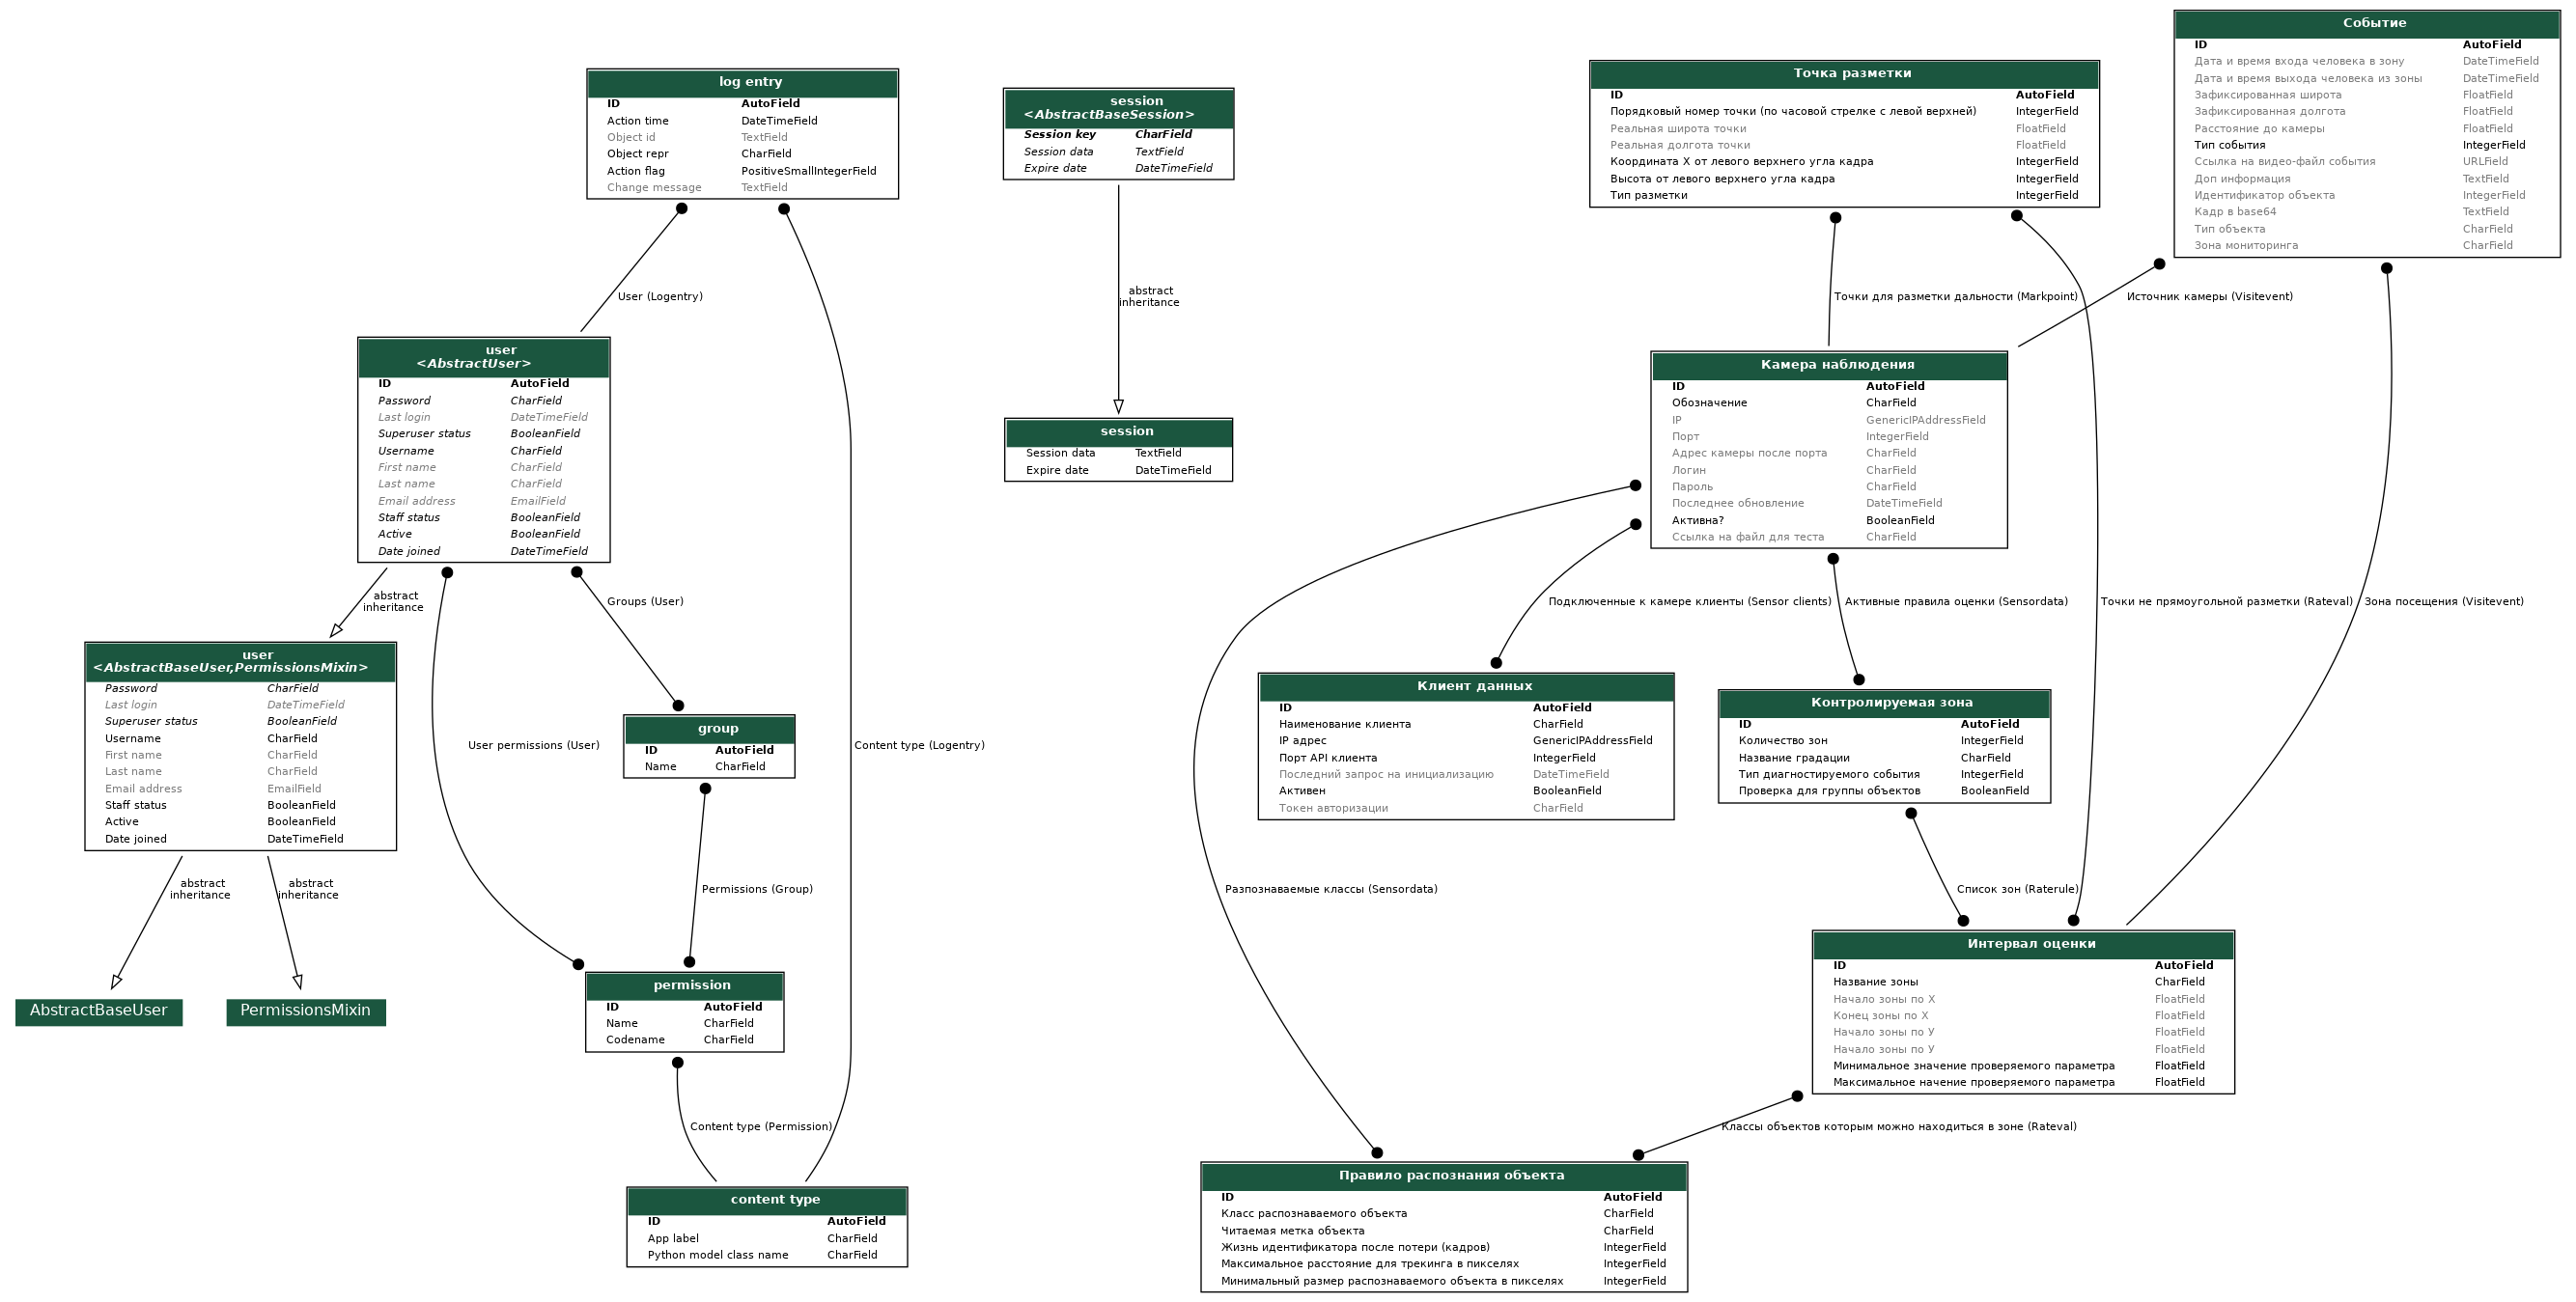 log entry
ID AutoField
Action time DateTimeField
Object id TextField
Object repr CharField
Action flag PositiveSmallIntegerField
Change message TextField
session
<AbstractBaseSession>
Session key CharField
Session data TextField
Expire date DateTimeField
Точка разметки
ID AutoField
Порядковый номер точки (по часовой стрелке с левой верхней) IntegerField
Реальная широта точки FloatField
Реальная долгота точки FloatField
Координата X от левого верхнего угла кадра IntegerField
Высота от левого верхнего угла кадра IntegerField
Тип разметки IntegerField
Событие
ID AutoField
Дата и время входа человека в зону DateTimeField
Дата и время выхода человека из зоны DateTimeField
Зафиксированная широта FloatField
Зафиксированная долгота FloatField
Расстояние до камеры FloatField
Тип события IntegerField
Ссылка на видео-файл события URLField
Доп информация TextField
Идентификатор объекта IntegerField
Кадр в base64 TextField
Тип объекта CharField
Зона мониторинга CharField
User (Logentry)
abstract
inheritance
Точки для разметки дальности (Markpoint)
Источник камеры (Visitevent)
user
<AbstractUser>
ID AutoField
Password CharField
Last login DateTimeField
Superuser status BooleanField
Username CharField
First name CharField
Last name CharField
Email address EmailField
Staff status BooleanField
Active BooleanField
Date joined DateTimeField
session
Session data TextField
Expire date DateTimeField
Камера наблюдения
ID AutoField
Обозначение CharField
IP GenericIPAddressField
Порт IntegerField
Адрес камеры после порта CharField
Логин CharField
Пароль CharField
Последнее обновление DateTimeField
Активна? BooleanField
Ссылка на файл для теста CharField
abstract
inheritance
Groups (User)
Подключенные к камере клиенты (Sensor clients)
Активные правила оценки (Sensordata)
Точки не прямоугольной разметки (Rateval)
Зона посещения (Visitevent)
user
<AbstractBaseUser,PermissionsMixin>
Password CharField
Last login DateTimeField
Superuser status BooleanField
Username CharField
First name CharField
Last name CharField
Email address EmailField
Staff status BooleanField
Active BooleanField
Date joined DateTimeField
User permissions (User)
group
ID AutoField
Name CharField
Content type (Logentry)
Клиент данных
ID AutoField
Наименование клиента CharField
IP адрес GenericIPAddressField
Порт API клиента IntegerField
Последний запрос на инициализацию DateTimeField
Активен BooleanField
Токен авторизации CharField
Контролируемая зона
ID AutoField
Количество зон IntegerField
Название градации CharField
Тип диагностируемого события IntegerField
Проверка для группы объектов BooleanField
abstract
inheritance
abstract
inheritance
Permissions (Group)
Разпознаваемые классы (Sensordata)
Список зон (Raterule)
AbstractBaseUser
PermissionsMixin
permission
ID AutoField
Name CharField
Codename CharField
Интервал оценки
ID AutoField
Название зоны CharField
Начало зоны по X FloatField
Конец зоны по X FloatField
Начало зоны по У FloatField
Начало зоны по У FloatField
Минимальное значение проверяемого параметра FloatField
Максимальное начение проверяемого параметра FloatField
Content type (Permission)
Классы объектов которым можно находиться в зоне (Rateval)
content type
ID AutoField
App label CharField
Python model class name CharField
Правило распознания объекта
ID AutoField
Класс распознаваемого объекта CharField
Читаемая метка объекта CharField
Жизнь идентификатора после потери (кадров) IntegerField
Максимальное расстояние для трекинга в пикселях IntegerField
Минимальный размер распознаваемого объекта в пикселях IntegerField